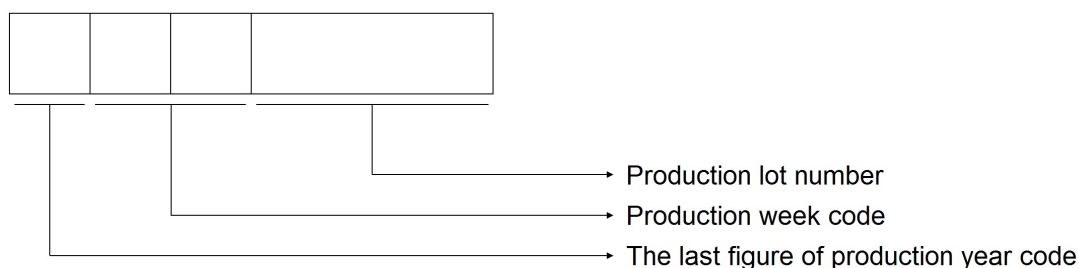 Production lot number
Production week code
The last figure of production year code